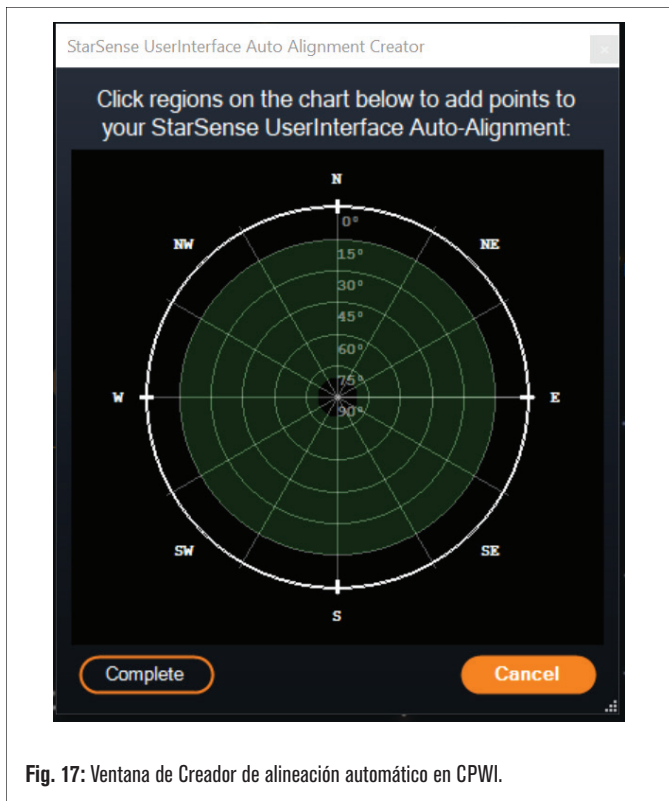 StarSense UserInterface Auto Alignment Creator
x
Click regions on the chart below to add points to
your StarSense UserInterface Auto-Alignment:
N
NW
NE
0°
15°
30°
45°
60°
75°
W
E
90°
SW
SE
S
Complete
Cancel
Fig. 17: Ventana de Creador de alineación automático en CPWI.